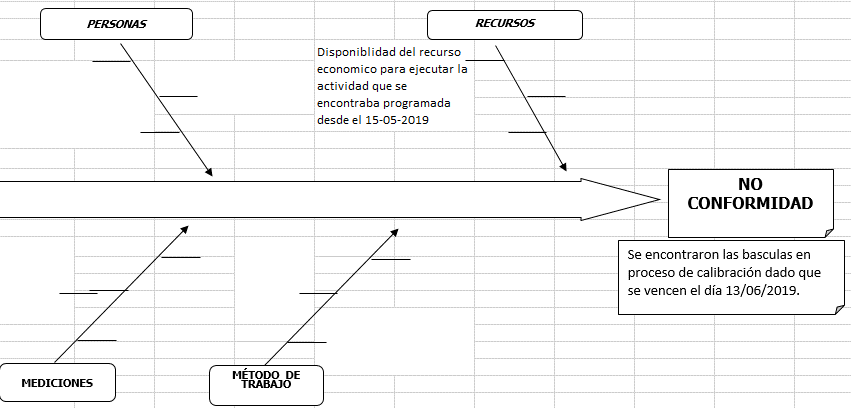 PERSONAS
RECURSOS
Disponiblidad del recurso
economico para ejecutar la
actividad que se
encontraba programada
desde el 15-05-2019
NO
CONFORMIDAD
Se encontraron las basculas en
proceso de calibración dado que
se vencen el día 13/06/2019.
MEDICIONES
MÉTODO DE
TRABAJO